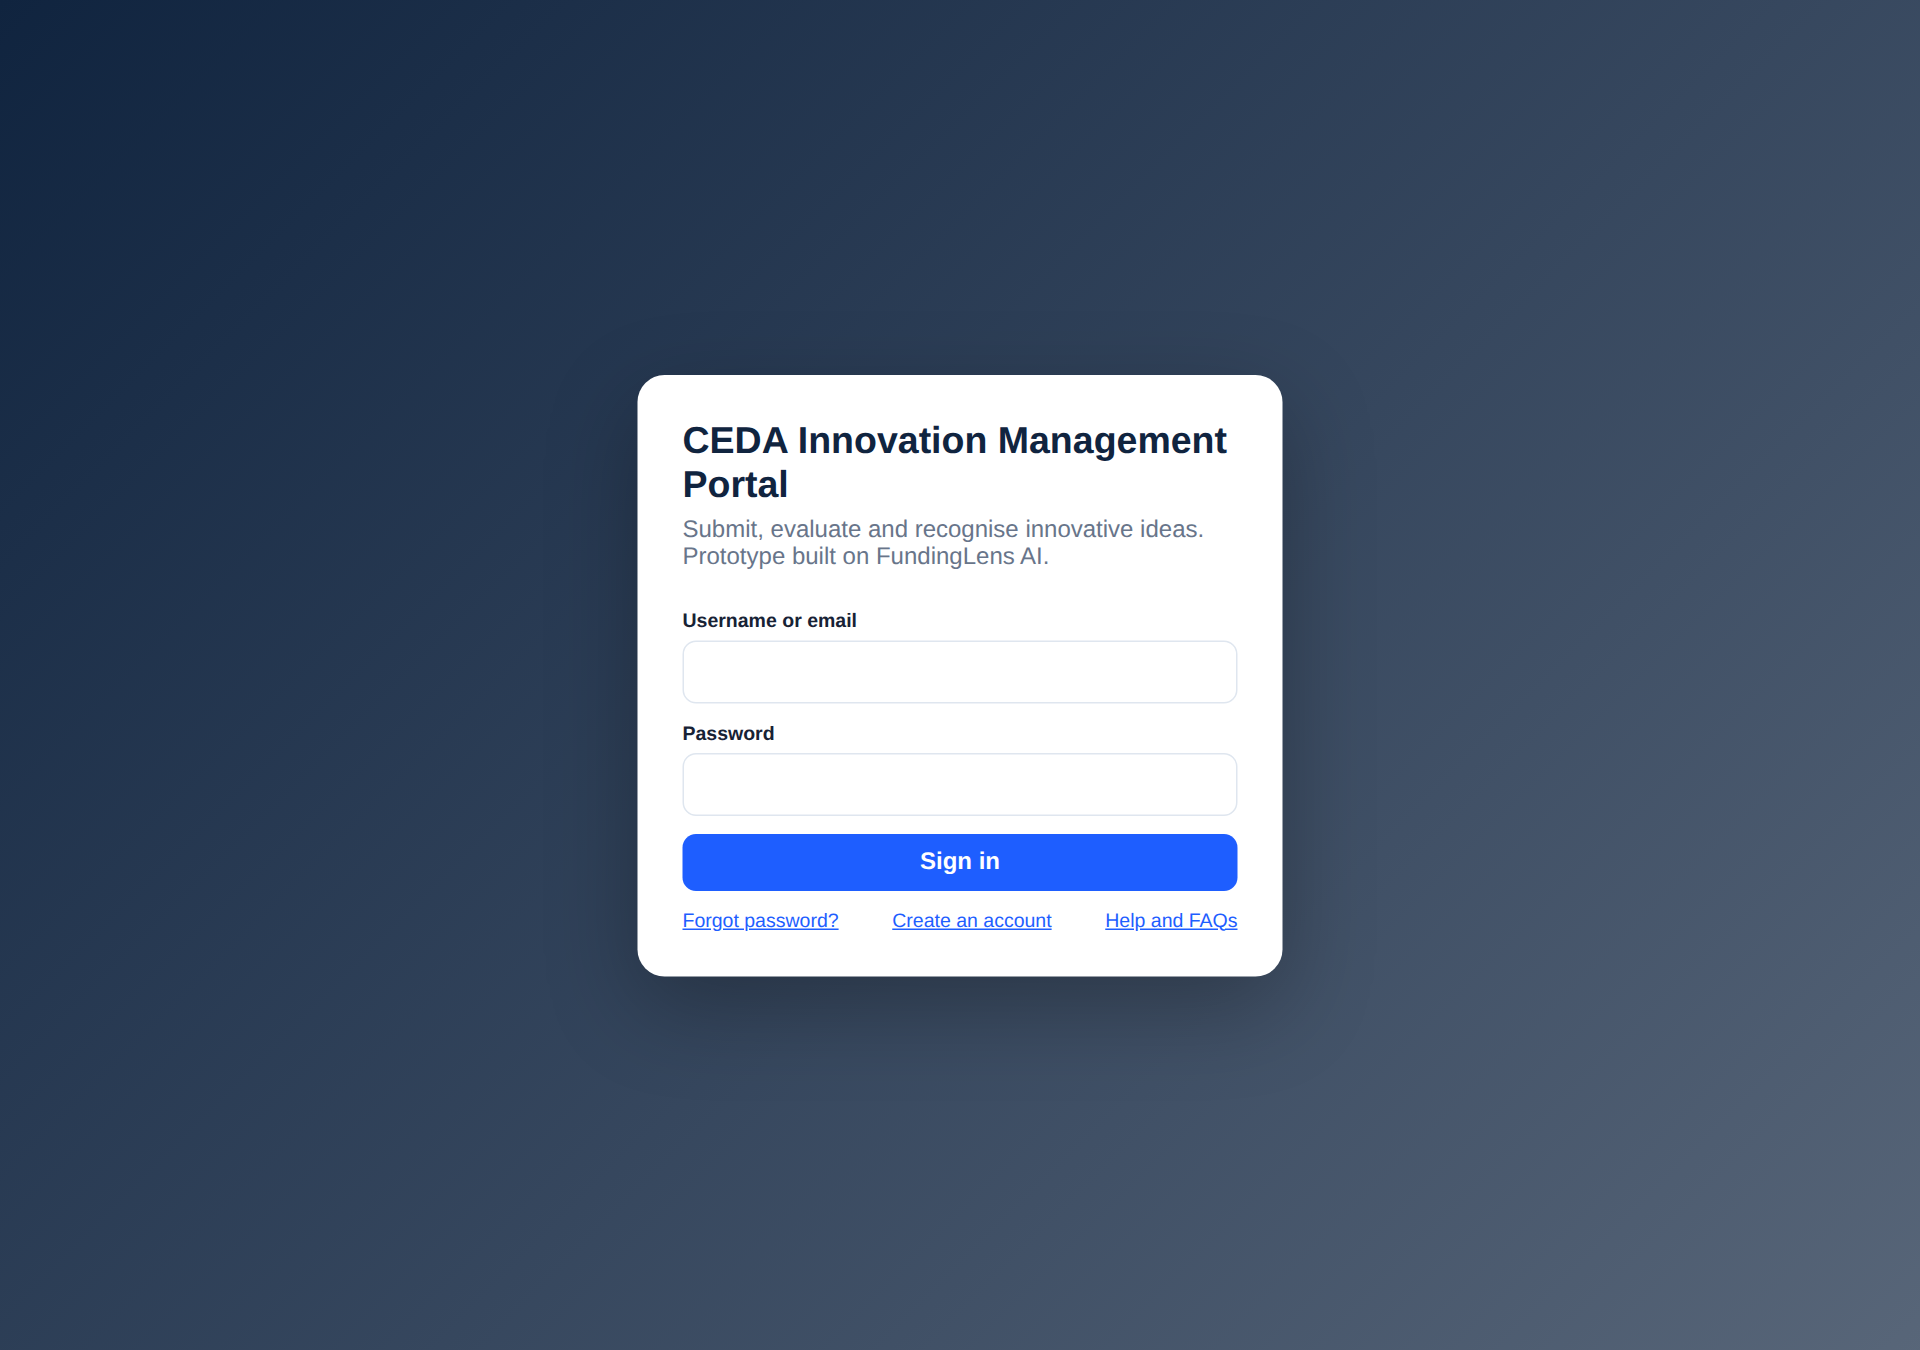 CEDA Innovation Management
Portal
Submit, evaluate and recognise innovative ideas.
Prototype built on FundingLens AI.
Username or email
Password
Sign in
Forgot password? Create an account Help and FAQs